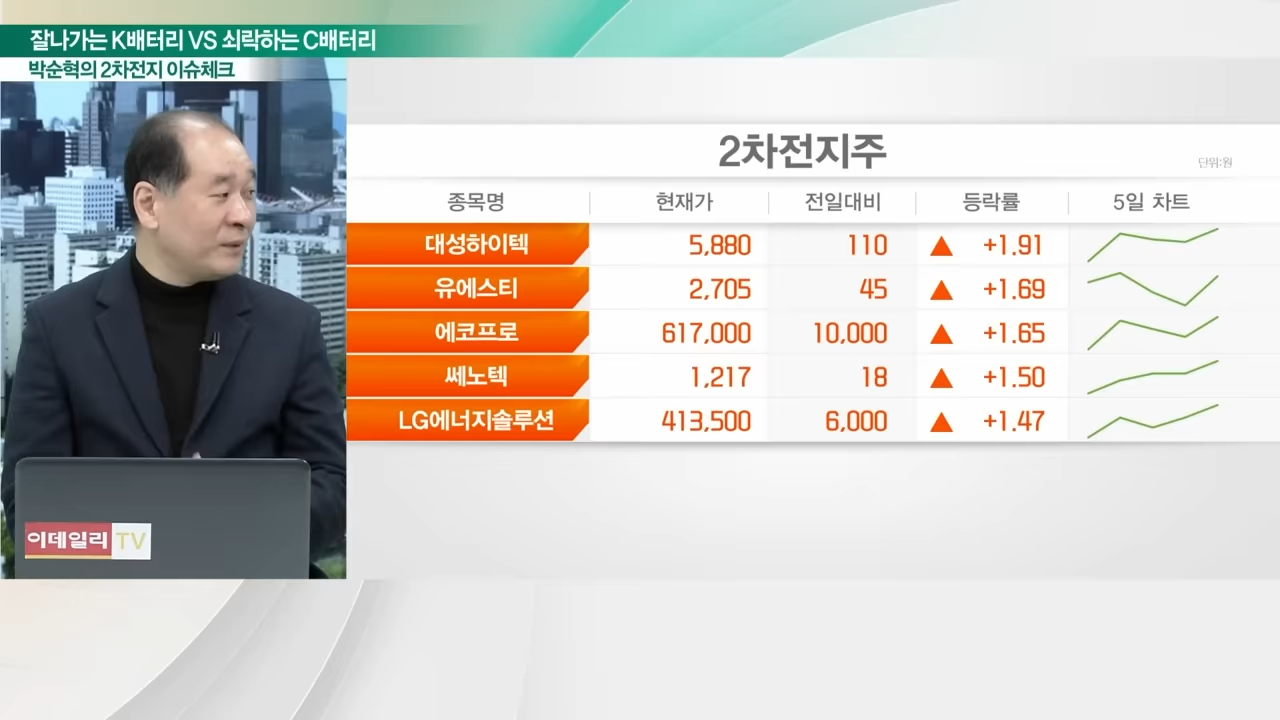 잘나가는 K배터리 VS 쇠락하는 C배터리
박순혁의 2차전지 이슈체크
2차전지주
단위:원
종목명 현재가 전일대비 등락률 5일 차트
대성하이텍 5,880 110 ▲ +1.91
유에스티 2,705 45 ▲ +1.69
에코프로 617,000 10,000 ▲ +1.65
쎄노텍 1,217 18 ▲ +1.50
LG에너지솔루션 413,500 6,000 ▲ +1.47
이데일리 TV